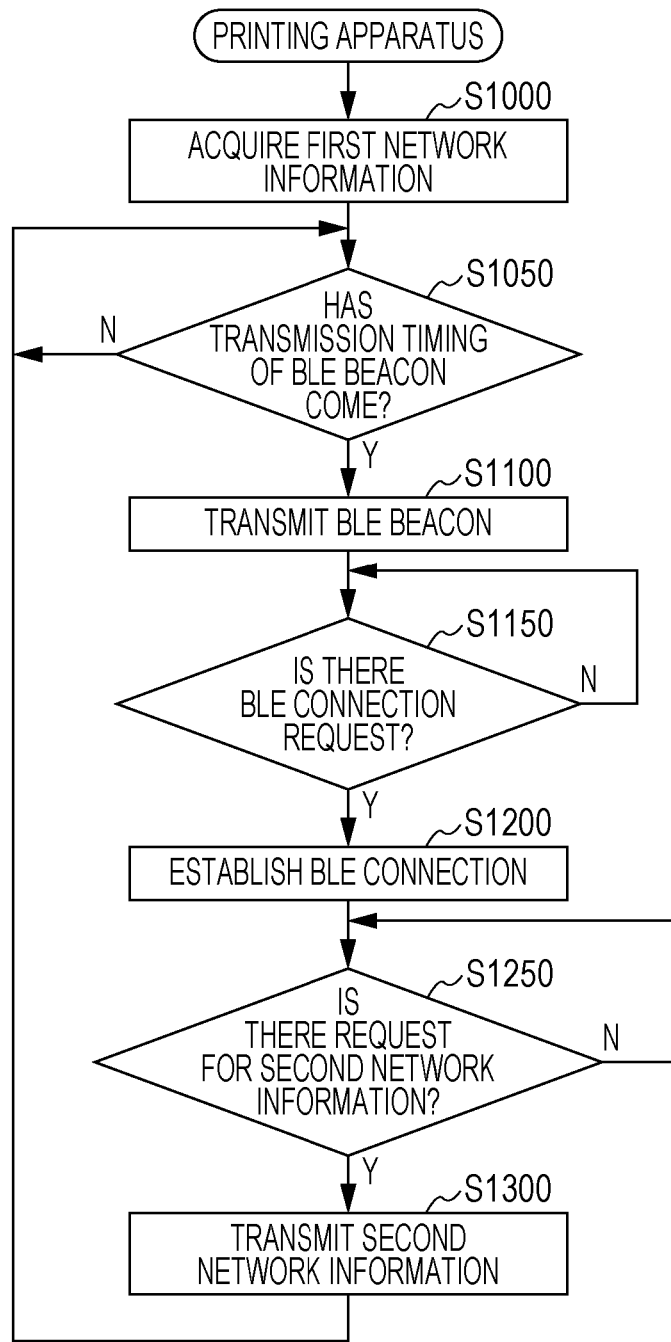 PRINTING APPARATUS
S1000
ACQUIRE FIRST NETWORK
INFORMATION
S1050
HAS
TRANSMISSION TIMING
OF BLE BEACON
COME?
N
Y
S1100
TRANSMIT BLE BEACON
S1150
IS THERE
BLE CONNECTION
REQUEST?
N
Y
S1200
ESTABLISH BLE CONNECTION
S1250
IS
THERE REQUEST
FOR SECOND NETWORK
INFORMATION?
N
Y
S1300
TRANSMIT SECOND
NETWORK INFORMATION